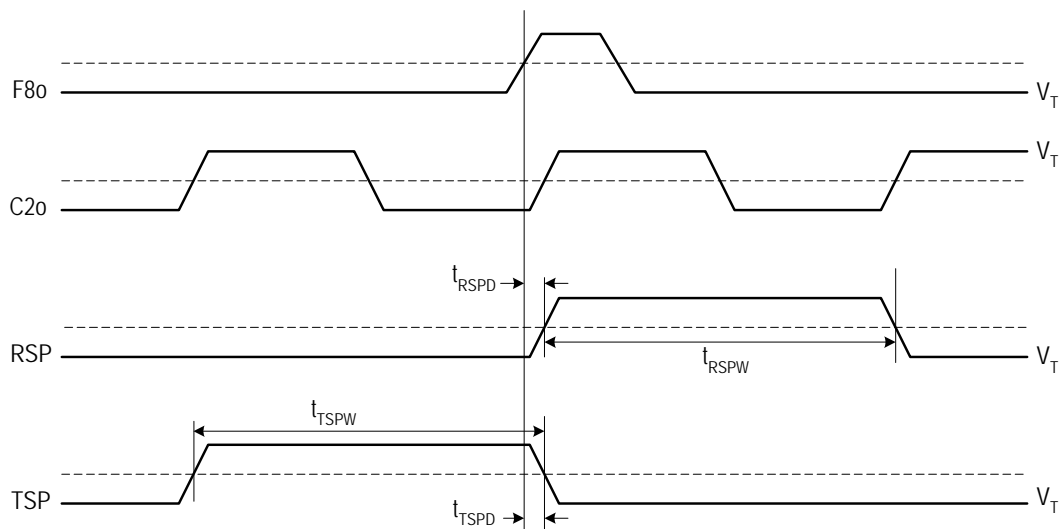 F8o
V_T
V_T
C2o
t_RSPD
RSP
t_RSPW
V_T
t_TSPW
TSP
V_T
t_TSPD